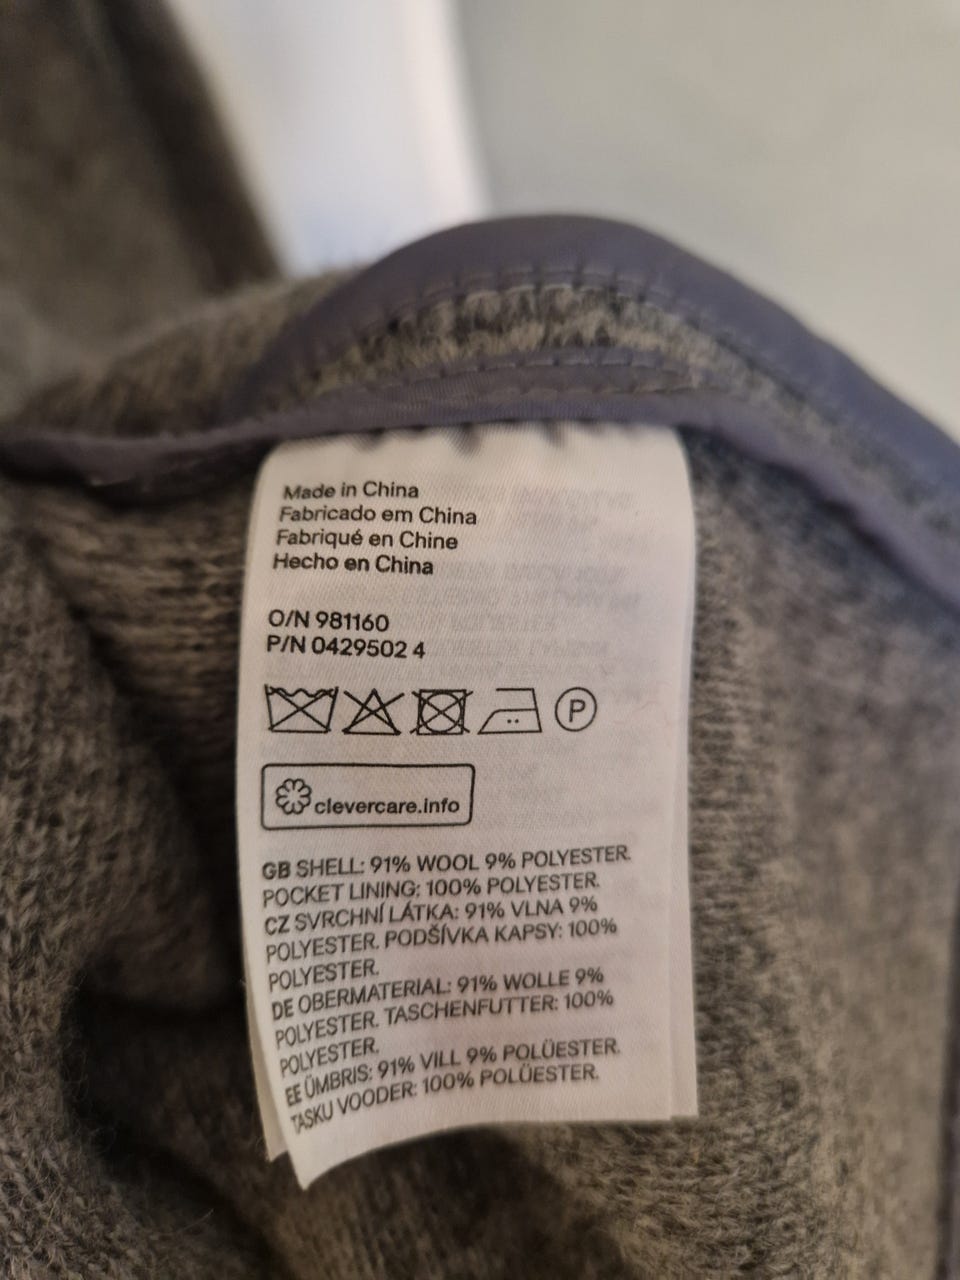 Made in China
Fabricado em China
Fabriqué en Chine
Hecho en China
O/N 981160
P/N 0429502 4
P
clevercare.info
GB SHELL: 91% WOOL 9% POLYESTER.
POCKET LINING: 100% POLYESTER.
CZ SVRCHNÍ LÁTKA: 91% VLNA 9%
POLYESTER. PODŠÍVKA KAPSY: 100%
POLYESTER.
DE OBERMATERIAL: 91% WOLLE 9%
POLYESTER. TASCHENFUTTER: 100%
POLYESTER.
EE ÜMBRIS: 91% VILL 9% POLÜESTER.
TASKU VOODER: 100% POLÜESTER.